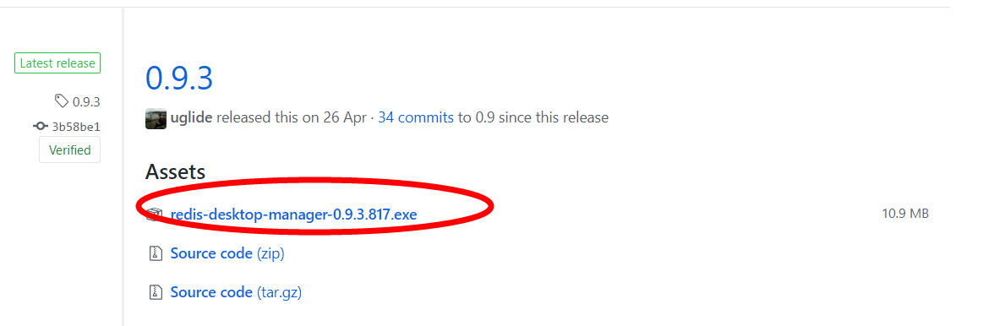 Latest release
0.9.3
3b58be1
Verified
0.9.3
uglide released this on 26 Apr · 34 commits to 0.9 since this release
Assets
redis-desktop-manager-0.9.3.817.exe 10.9 MB
Source code (zip)
Source code (tar.gz)